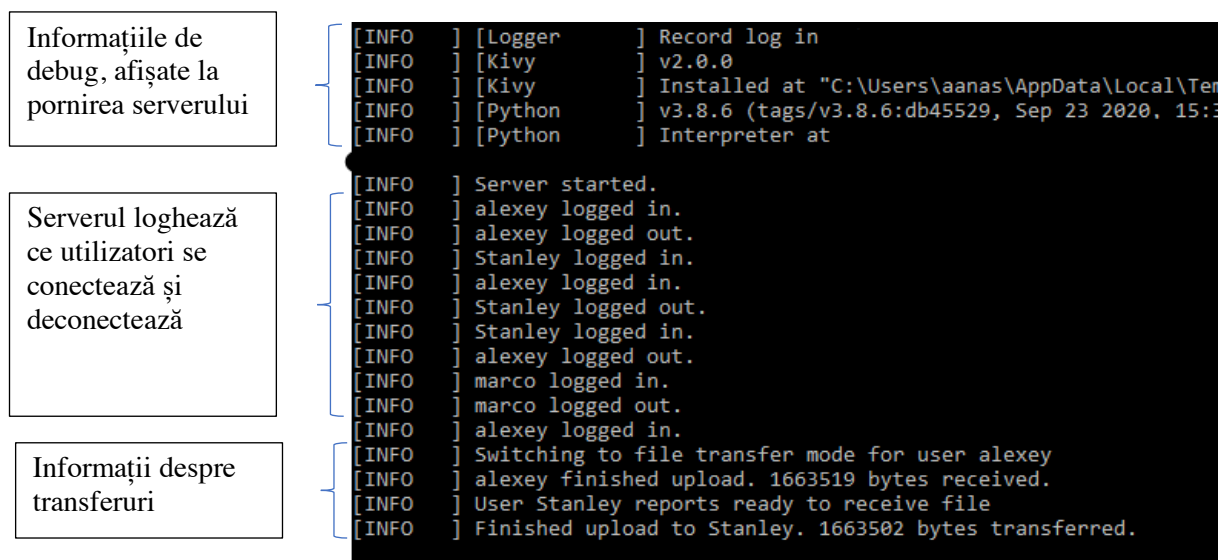 Informațiile de
debug, afișate la
pornirea serverului
[INFO   ] [Logger      ] Record log in
[INFO   ] [Kivy        ] v2.0.0
[INFO   ] [Kivy        ] Installed at "C:\Users\aanas\AppData\Local\Tem
[INFO   ] [Python      ] v3.8.6 (tags/v3.8.6:db45529, Sep 23 2020, 15:3
[INFO   ] [Python      ] Interpreter at
Serverul loghează
ce utilizatori se
conectează și
deconectează
[INFO   ] Server started.
[INFO   ] alexey logged in.
[INFO   ] alexey logged out.
[INFO   ] Stanley logged in.
[INFO   ] alexey logged in.
[INFO   ] Stanley logged out.
[INFO   ] Stanley logged in.
[INFO   ] alexey logged out.
[INFO   ] marco logged in.
[INFO   ] marco logged out.
[INFO   ] alexey logged in.
Informații despre
transferuri
[INFO   ] Switching to file transfer mode for user alexey
[INFO   ] alexey finished upload. 1663519 bytes received.
[INFO   ] User Stanley reports ready to receive file
[INFO   ] Finished upload to Stanley. 1663502 bytes transferred.